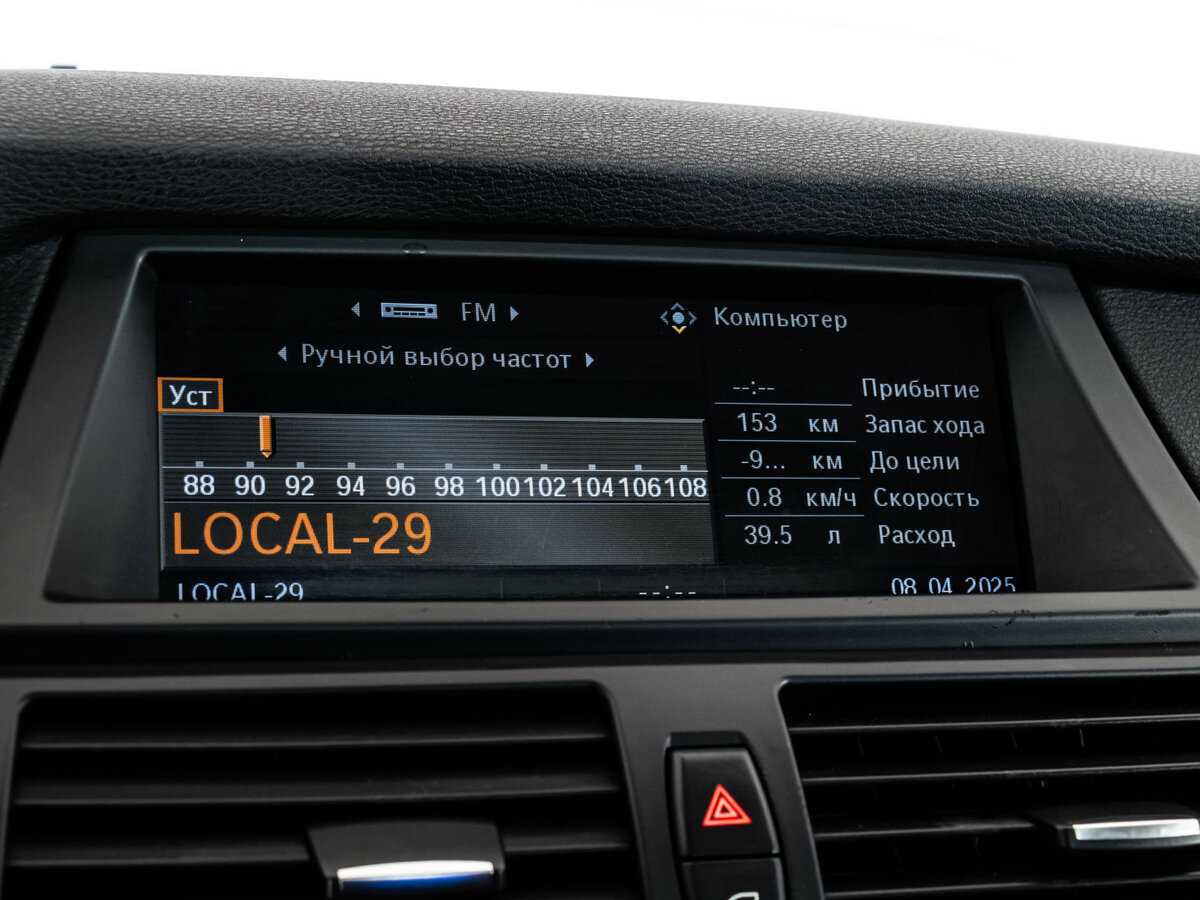 FM
Ручной выбор частот
Уст
88 90 92 94 96 98 100 102 104 106 108
LOCAL-29
LOCAL-29 --:-- 08.04.2025
Компьютер
--:-- Прибытие
153 км Запас хода
-9... км До цели
0.8 км/ч Скорость
39.5 л Расход